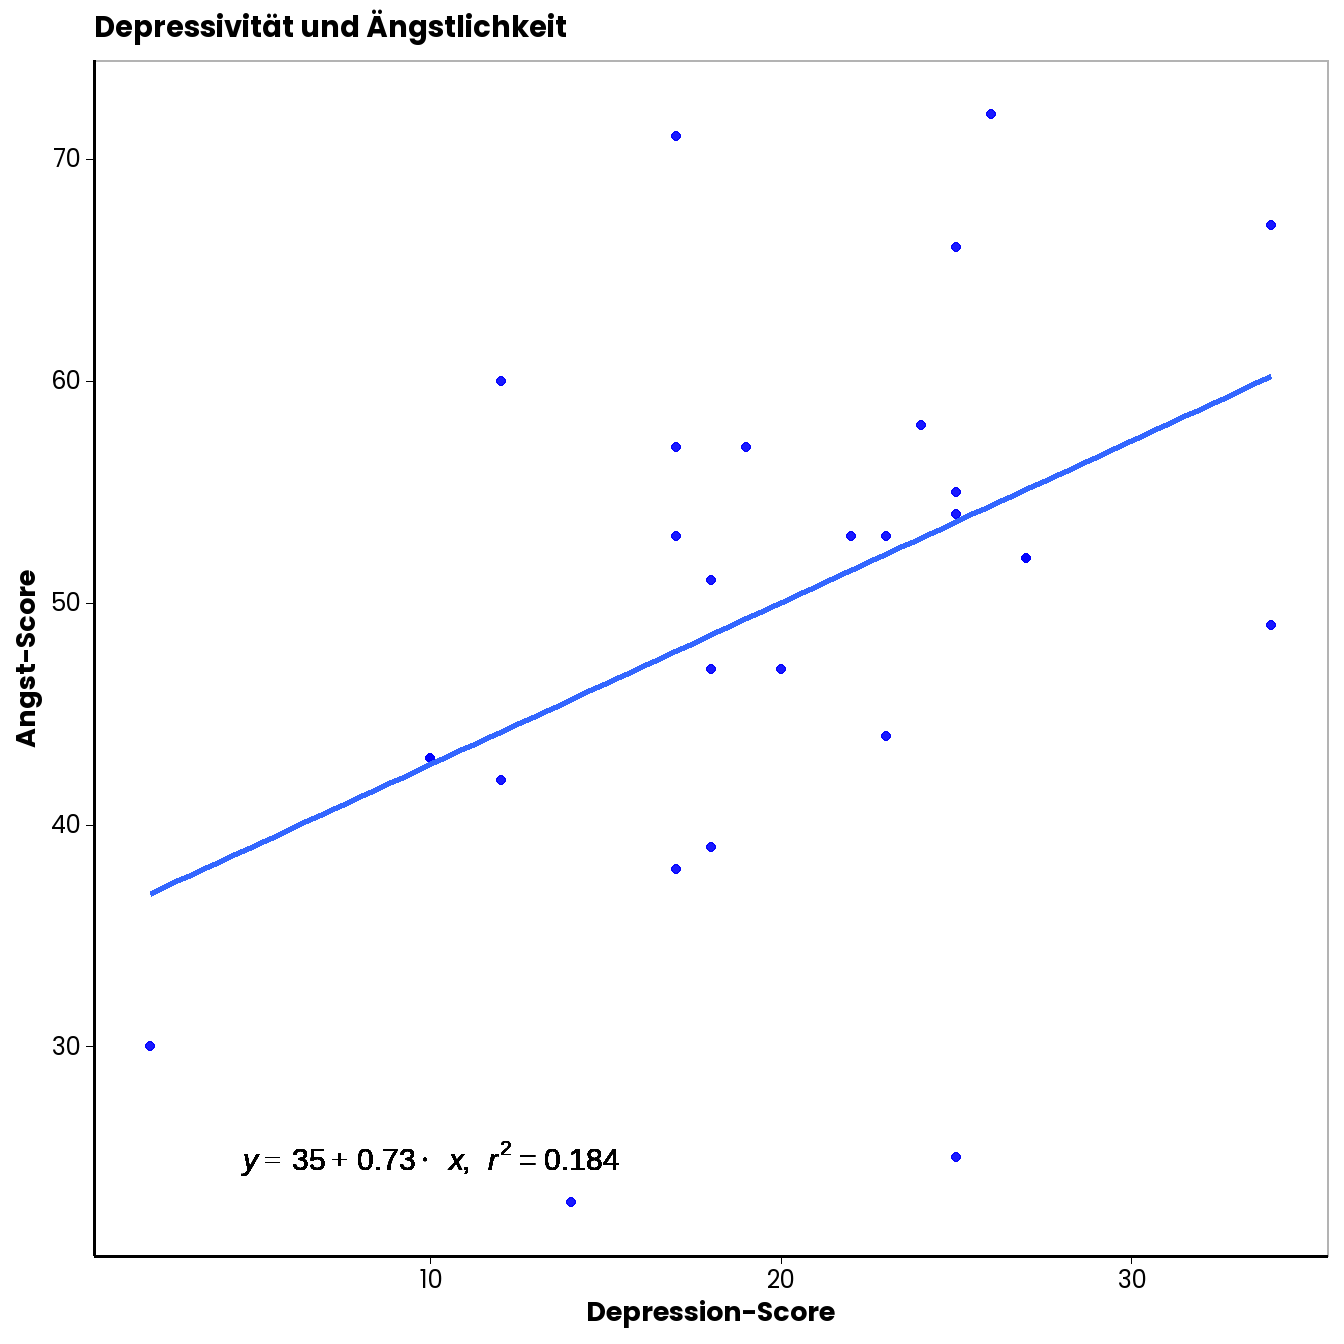 Depressivität und Ängstlichkeit
70
60
50
40
30
Angst-Score
y = 35 + 0.73 · x, r² = 0.184
10 20 30
Depression-Score